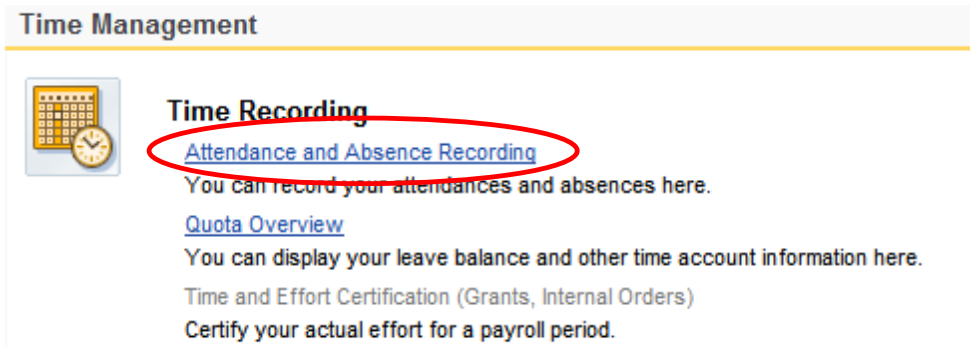 Time Management
Time Recording
Attendance and Absence Recording
You can record your attendances and absences here.
Quota Overview
You can display your leave balance and other time account information here.
Time and Effort Certification (Grants, Internal Orders)
Certify your actual effort for a payroll period.